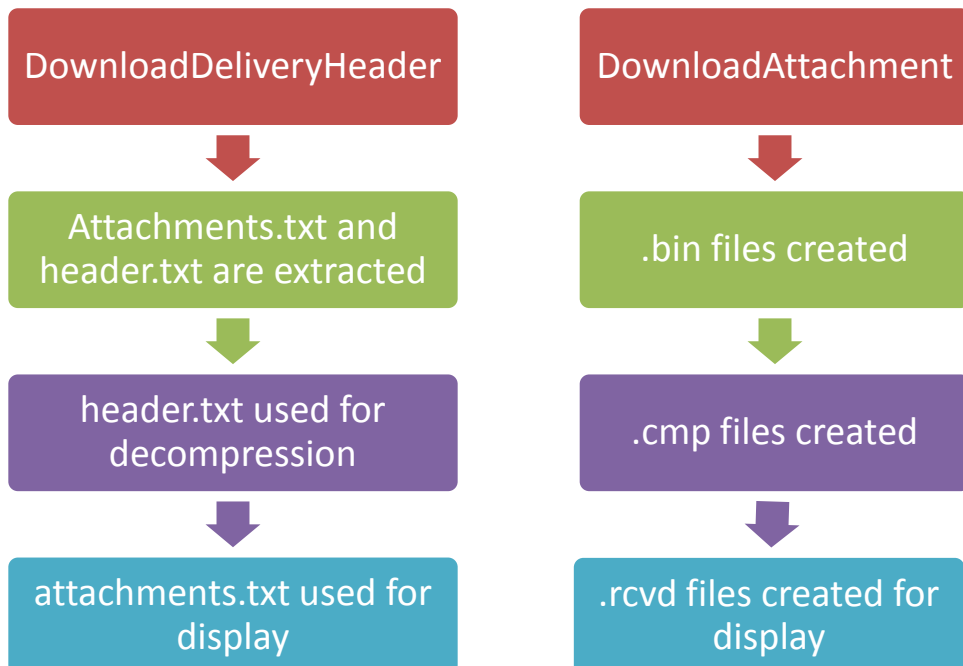 DownloadDeliveryHeader
Attachments.txt and
header.txt are extracted
header.txt used for
decompression
attachments.txt used for
display
DownloadAttachment
.bin files created
.cmp files created
.rcvd files created for
display